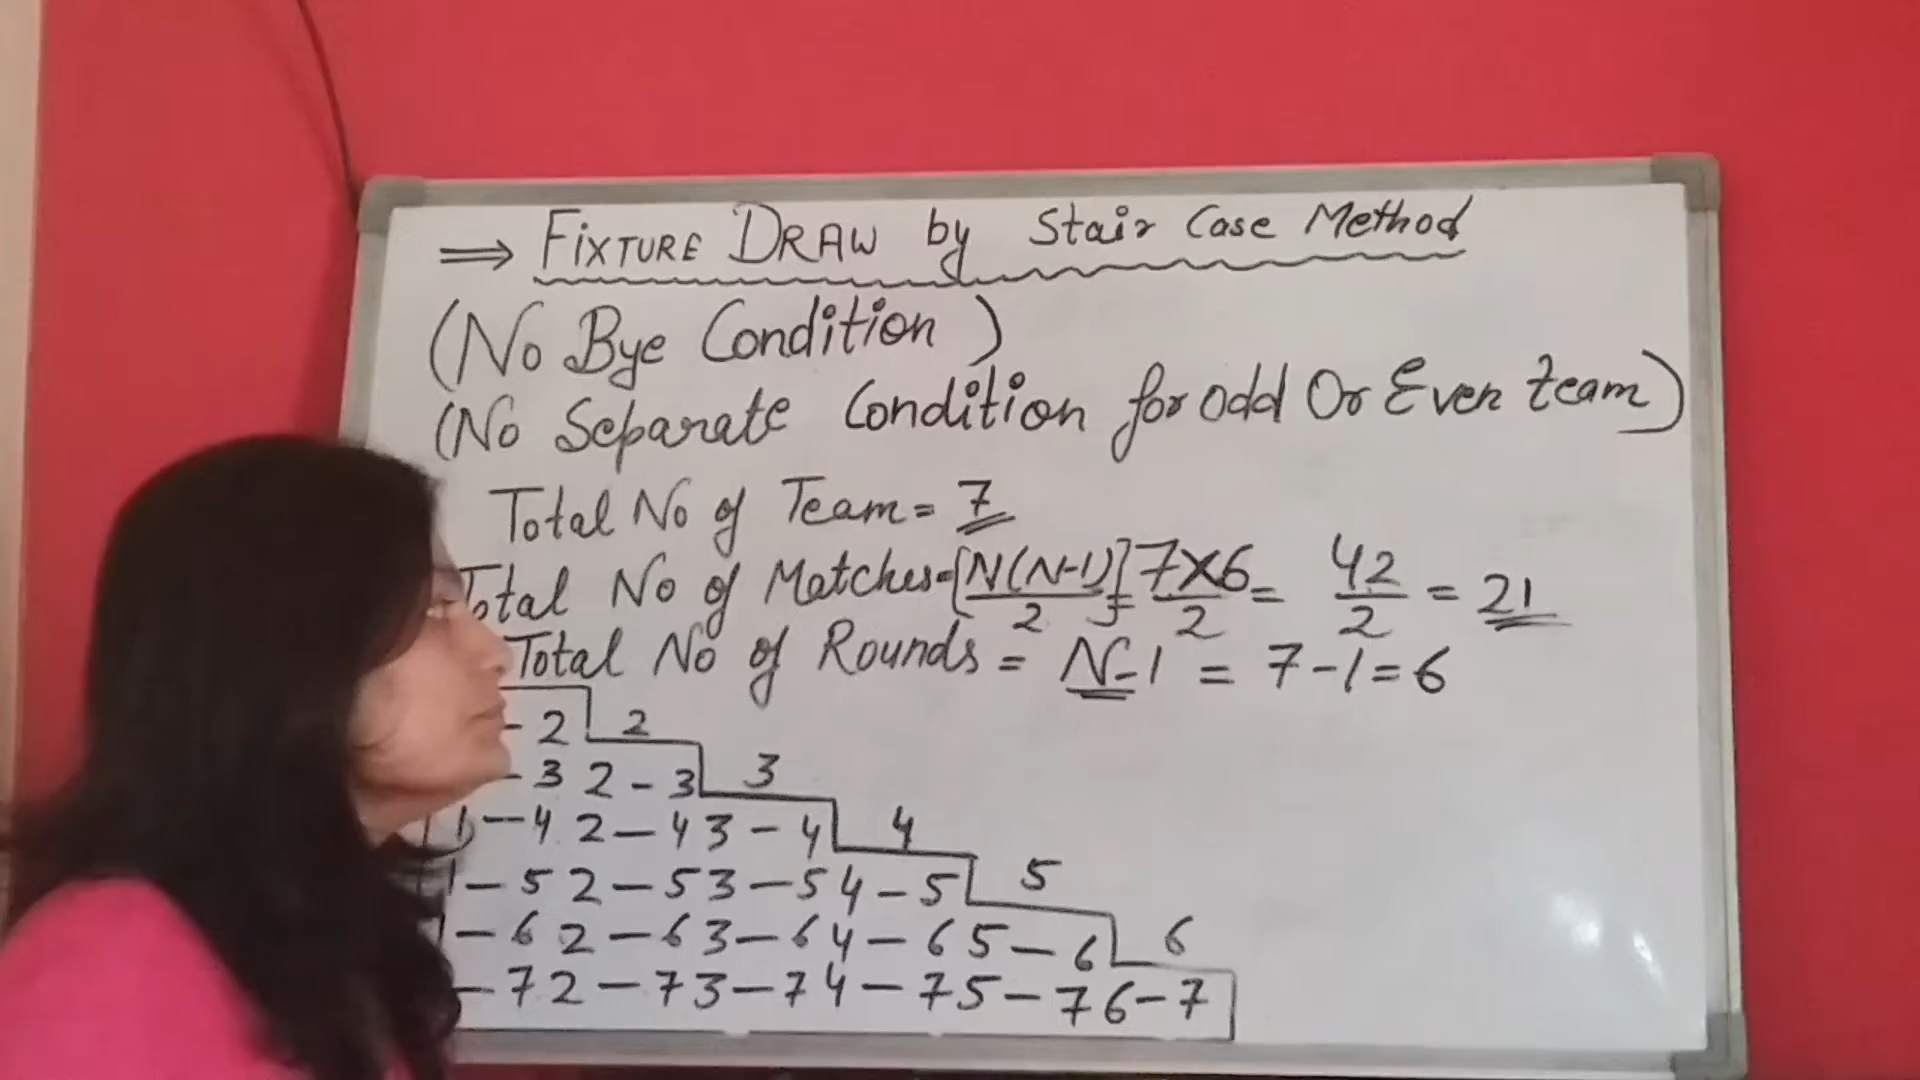 ⇒ FIXTURE DRAW by Stair Case Method
(No Bye Condition)
(No Separate Condition for odd Or Even team)
Total No of Team = 7
Total No of Matches = [N(N-1)/2] = 7×6/2 = 42/2 = 21
Total No of Rounds = N-1 = 7-1=6
- 2 2
- 3 2 - 3 3
1 - 4 2 - 4 3 - 4 4
1 - 5 2 - 5 3 - 5 4 - 5 5
1 - 6 2 - 6 3 - 6 4 - 6 5 - 6 6
- 7 2 - 7 3 - 7 4 - 7 5 - 7 6 - 7